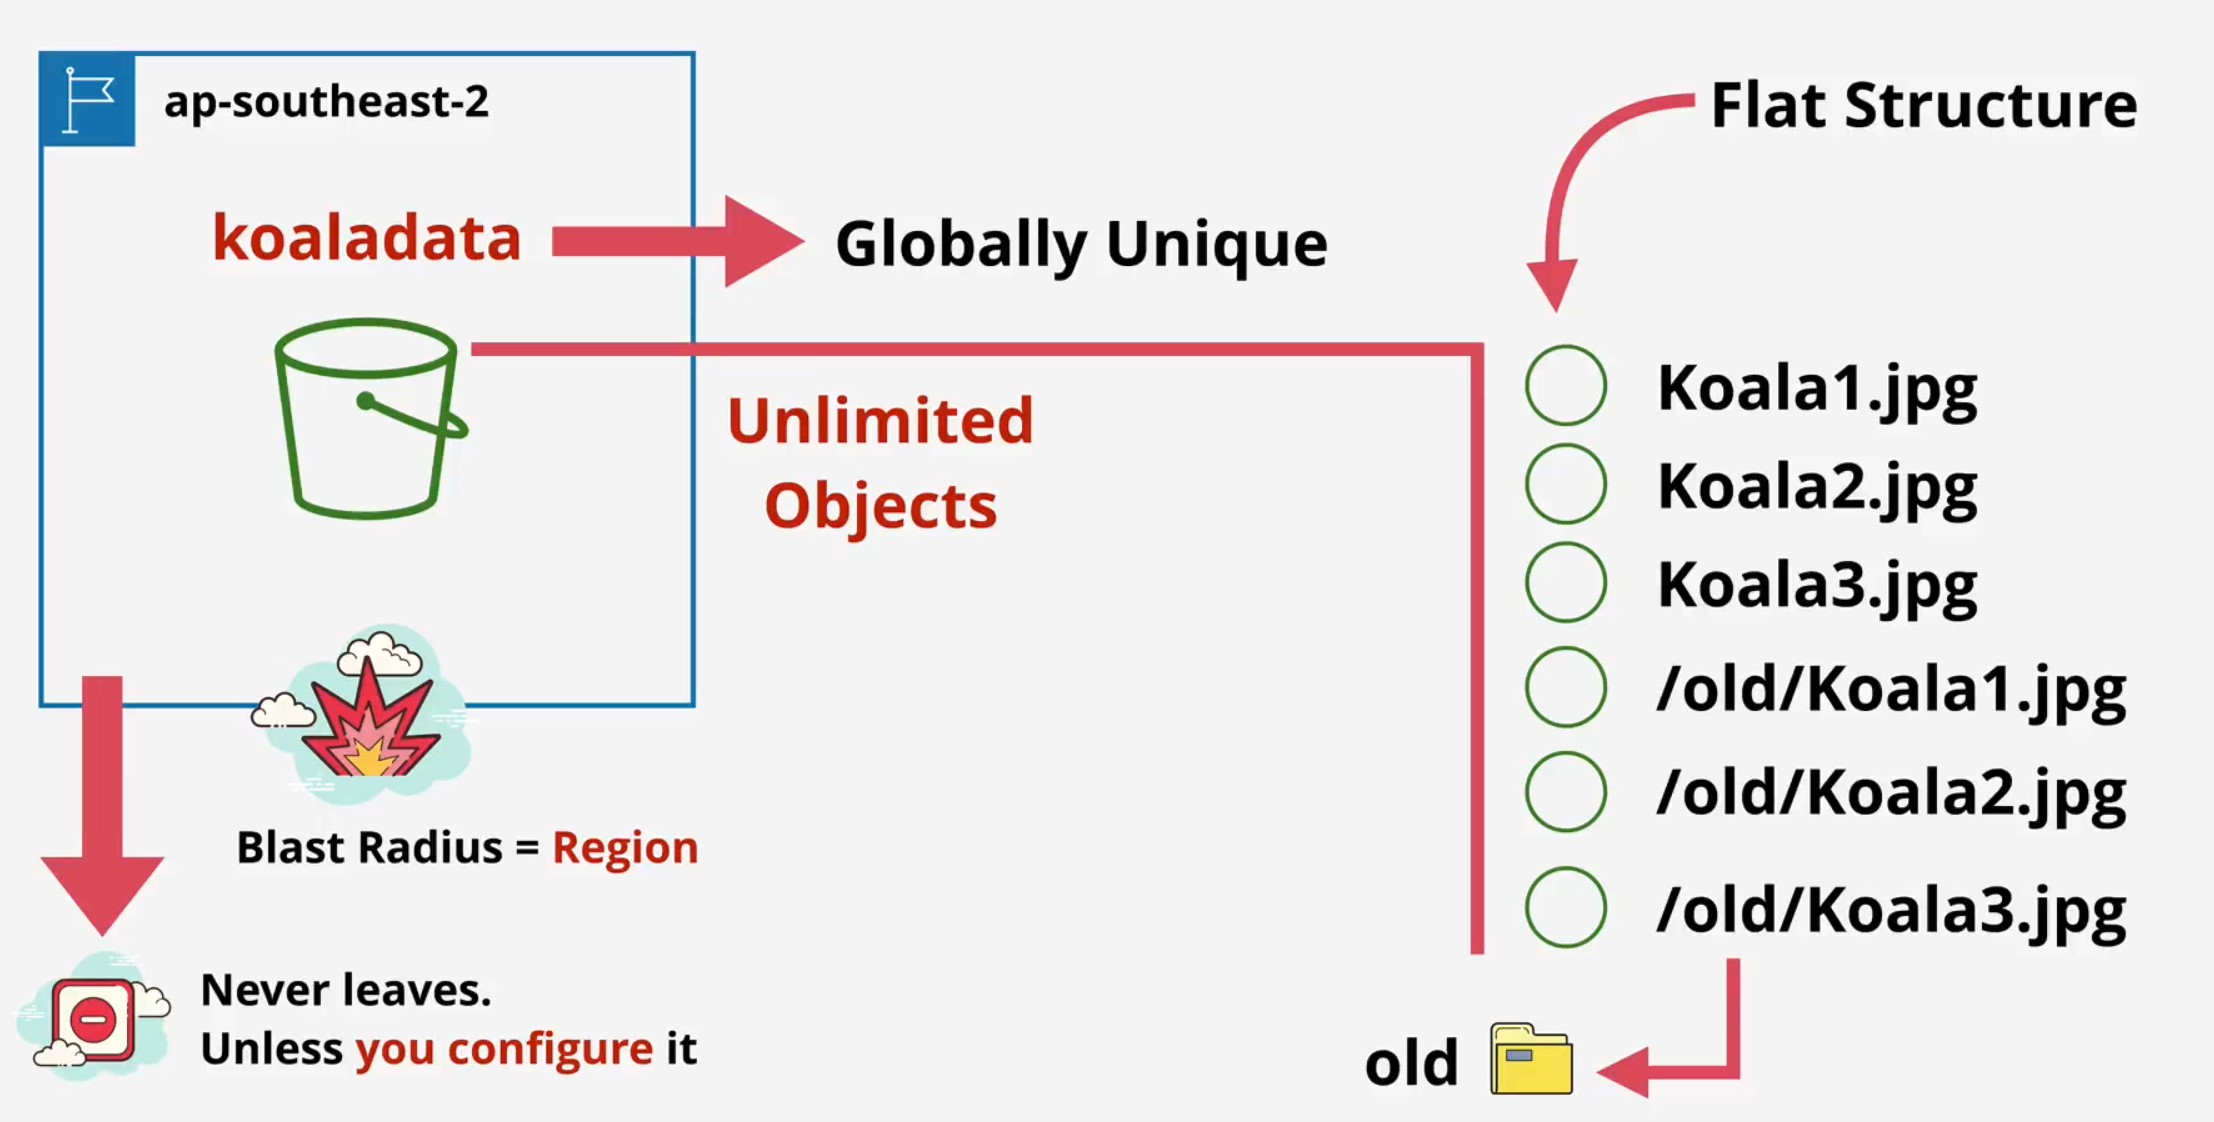 ap-southeast-2
koaladata
Globally Unique
Unlimited
Objects
Blast Radius = Region
Never leaves.
Unless you configure it
Flat Structure
Koala1.jpg
Koala2.jpg
Koala3.jpg
/old/Koala1.jpg
/old/Koala2.jpg
/old/Koala3.jpg
old